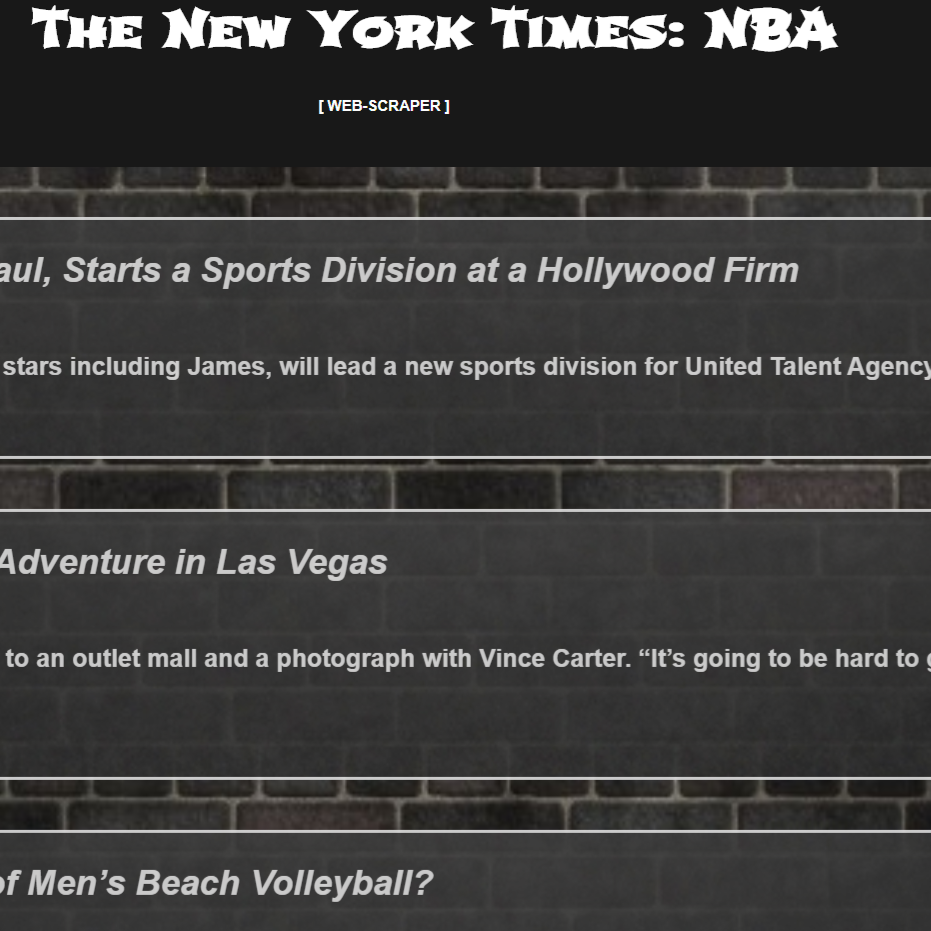 The New York Times: NBA
[ WEB-SCRAPER ]
aul, Starts a Sports Division at a Hollywood Firm
stars including James, will lead a new sports division for United Talent Agency
Adventure in Las Vegas
to an outlet mall and a photograph with Vince Carter. “It’s going to be hard to g
of Men’s Beach Volleyball?